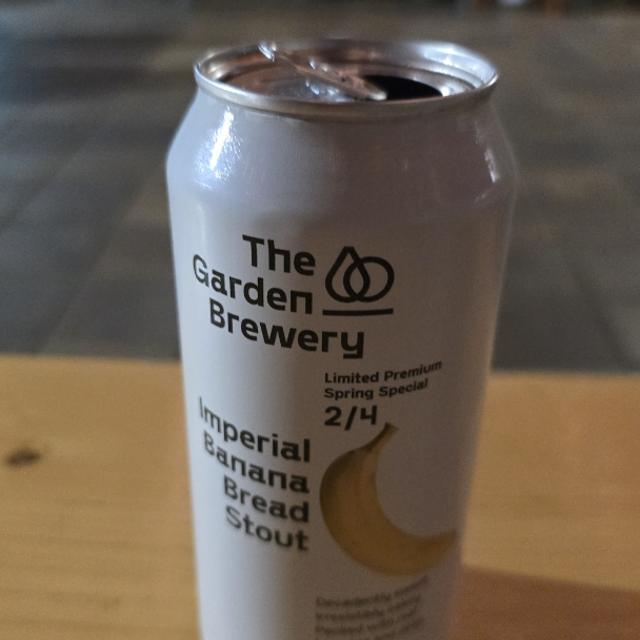 The
Garden
Brewery
Limited Premium
Spring Special
2/4
Imperial
Banana
Bread
Stout